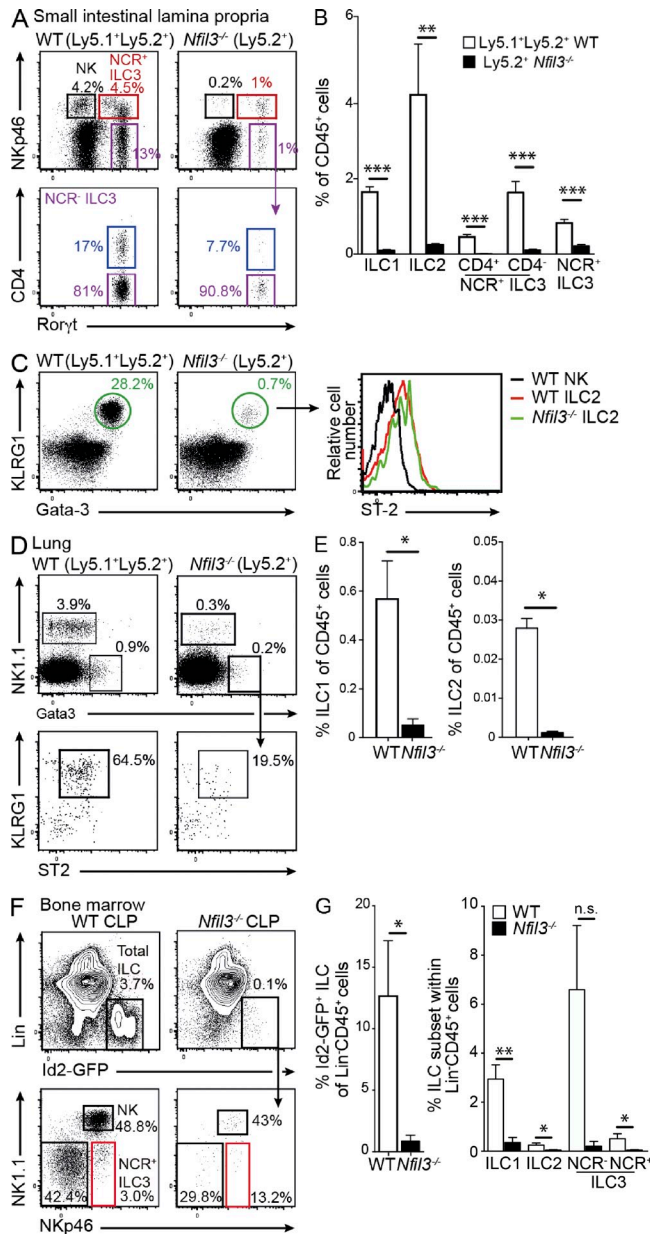 A Small intestinal lamina propria
WT (Ly5.1+Ly5.2+) Nfil3-/- (Ly5.2+)
NK
4.2%
NCR+
ILC3
4.5%
13%
0.2%
1%
1%
NKp46
NCR- ILC3
17%
81%
7.7%
90.8%
CD4
Rorγt
B
Ly5.1+Ly5.2+ WT
Ly5.2+ Nfil3-/-
% of CD45+ cells
6
4
2
0
***
**
***
***
***
ILC1
ILC2
CD4+
CD4-
NCR+ ILC3
NCR+
ILC3
C
WT (Ly5.1+Ly5.2+) Nfil3-/- (Ly5.2+)
28.2%
0.7%
KLRG1
Gata-3
Relative cell
number
ST-2
WT NK
WT ILC2
Nfil3-/- ILC2
D Lung
WT (Ly5.1+Ly5.2+) Nfil3-/- (Ly5.2+)
3.9%
0.9%
0.3%
0.2%
NK1.1
Gata3
64.5%
19.5%
KLRG1
ST2
E
% ILC1 of CD45+ cells
0.8
0.6
0.4
0.2
0
*
WT Nfil3-/-
% ILC2 of CD45+ cells
0.03
0.02
0.01
0
*
WT Nfil3-/-
F Bone marrow
WT CLP Nfil3-/- CLP
Total
ILC
3.7%
0.1%
Lin
Id2-GFP
NK
48.8%
NCR+
ILC3
3.0%
42.4%
43%
29.8%
13.2%
NK1.1
NKp46
G
% Id2-GFP+ ILC
of Lin-CD45+ cells
20
15
10
5
0
*
WT Nfil3-/-
% ILC subset within
Lin-CD45+ cells
10
8
6
4
2
0
WT
Nfil3-/-
**
*
n.s.
*
ILC1
ILC2
NCR- NCR+
ILC3